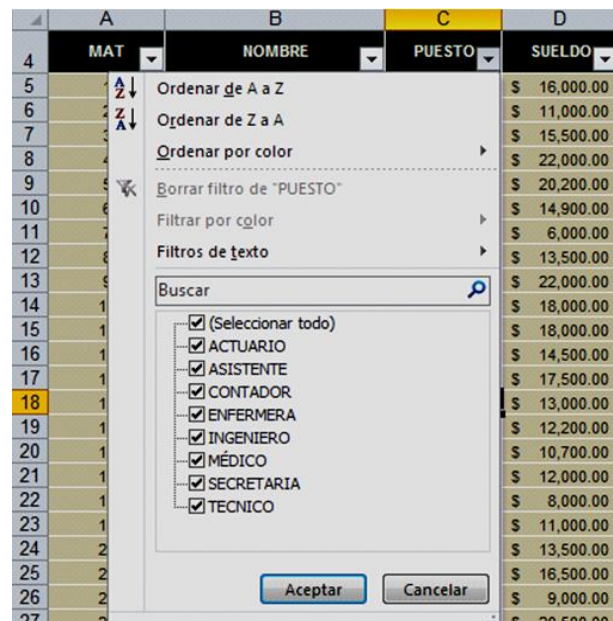 A B C D
4 MAT NOMBRE PUESTO SUELDO
5 Ordenar de A a Z $ 16,000.00
6 Ordenar de Z a A $ 11,000.00
7 $ 15,500.00
8 Ordenar por color $ 22,000.00
9 Borrar filtro de "PUESTO" $ 20,200.00
10 Filtrar por color $ 14,900.00
11 $ 6,000.00
12 Filtros de texto $ 13,500.00
13 Buscar $ 22,000.00
14 $ 18,000.00
15 (Seleccionar todo) $ 18,000.00
16 ACTUARIO $ 14,500.00
17 ASISTENTE $ 17,500.00
18 CONTADOR $ 13,000.00
19 ENFERMERA $ 12,200.00
20 INGENIERO $ 10,700.00
21 MÉDICO $ 12,000.00
22 SECRETARIA $ 8,000.00
23 TECNICO $ 11,000.00
24 $ 13,500.00
25 $ 16,500.00
26 Aceptar Cancelar $ 9,000.00